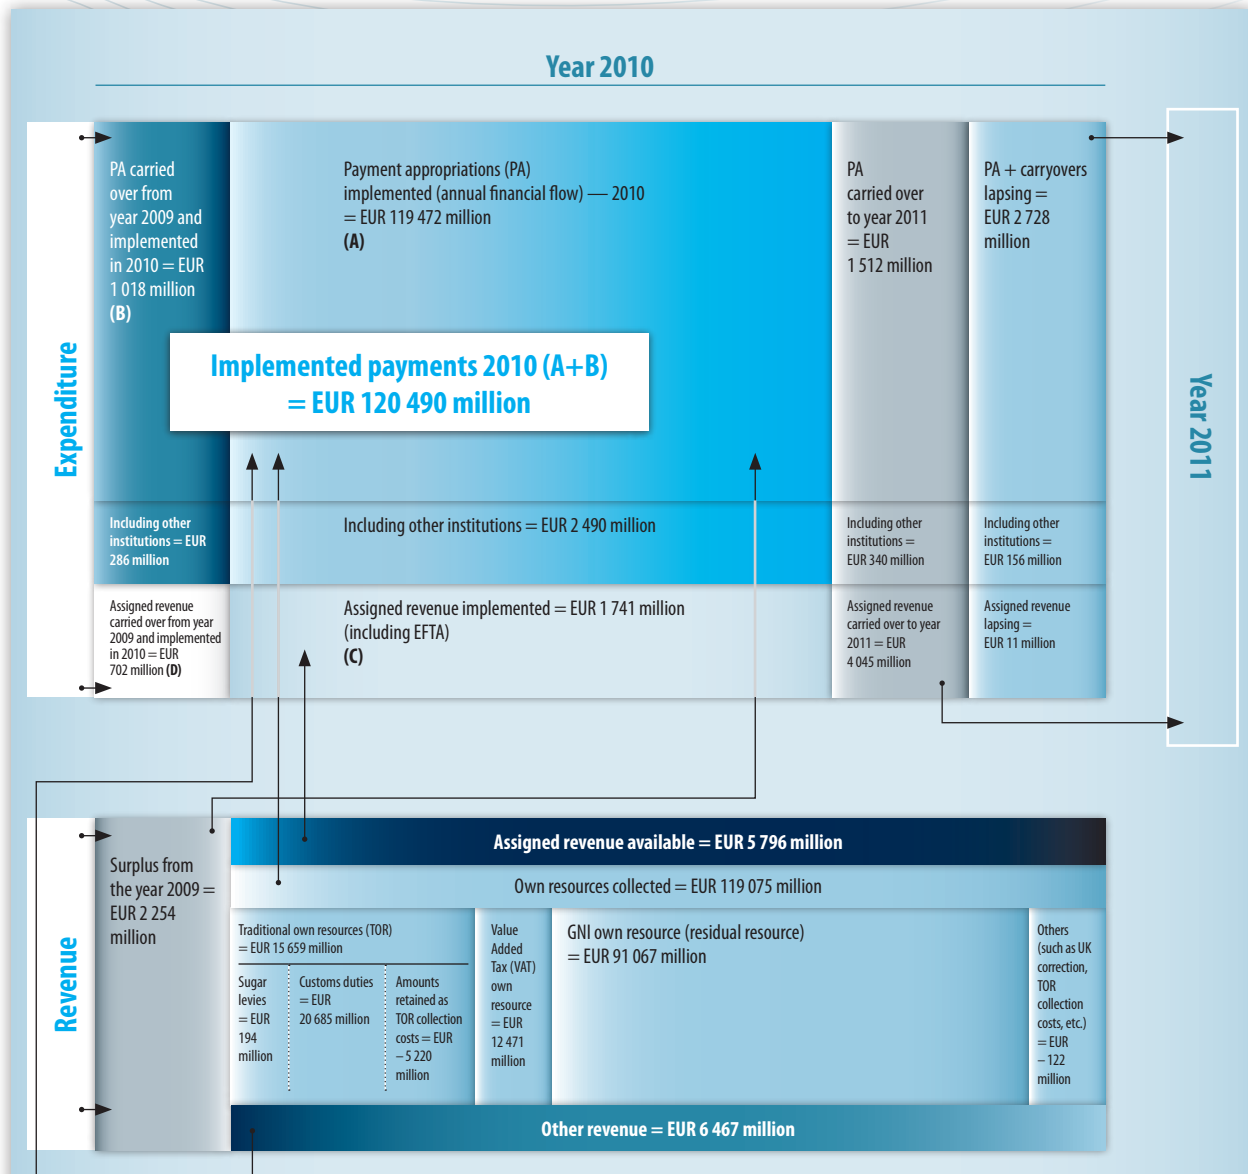 Year 2010
Expenditure
PA carried
over from
year 2009 and
implemented
in 2010 = EUR
1 018 million
(B)
Payment appropriations (PA)
implemented (annual financial flow) — 2010
= EUR 119 472 million
(A)
PA
carried over
to year 2011
= EUR
1 512 million
PA + carryovers
lapsing =
EUR 2 728
million
Implemented payments 2010 (A+B)
= EUR 120 490 million
Year 2011
Including other
institutions = EUR
286 million
Including other institutions = EUR 2 490 million
Including other
institutions =
EUR 340 million
Including other
institutions =
EUR 156 million
Assigned revenue
carried over from year
2009 and implemented
in 2010 = EUR
702 million (D)
Assigned revenue implemented = EUR 1 741 million
(including EFTA)
(C)
Assigned revenue
carried over to year
2011 = EUR
4 045 million
Assigned revenue
lapsing =
EUR 11 million
Revenue
Surplus from
the year 2009 =
EUR 2 254
million
Assigned revenue available = EUR 5 796 million
Own resources collected = EUR 119 075 million
Traditional own resources (TOR)
= EUR 15 659 million
Sugar
levies
= EUR
194
million
Customs duties
= EUR
20 685 million
Amounts
retained as
TOR collection
costs = EUR
– 5 220
million
Value
Added
Tax (VAT)
own
resource
= EUR
12 471
million
GNI own resource (residual resource)
= EUR 91 067 million
Others
(such as UK
correction,
TOR
collection
costs, etc.)
= EUR
– 122
million
Other revenue = EUR 6 467 million